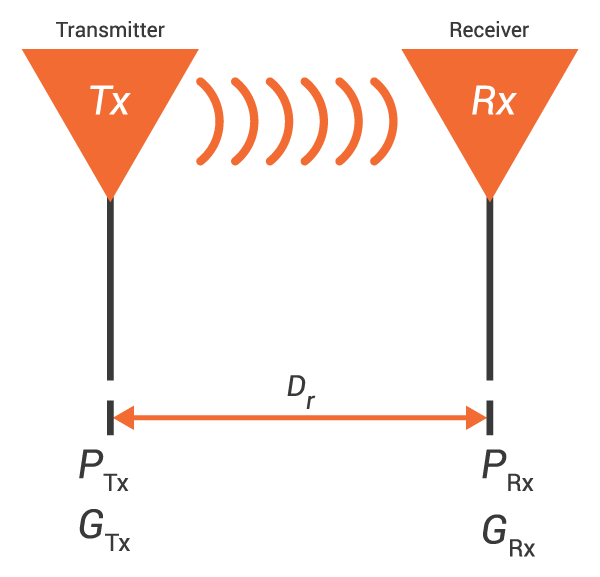 Transmitter
Receiver
Tx
Rx
Dr
PTx
PRx
GTx
GRx